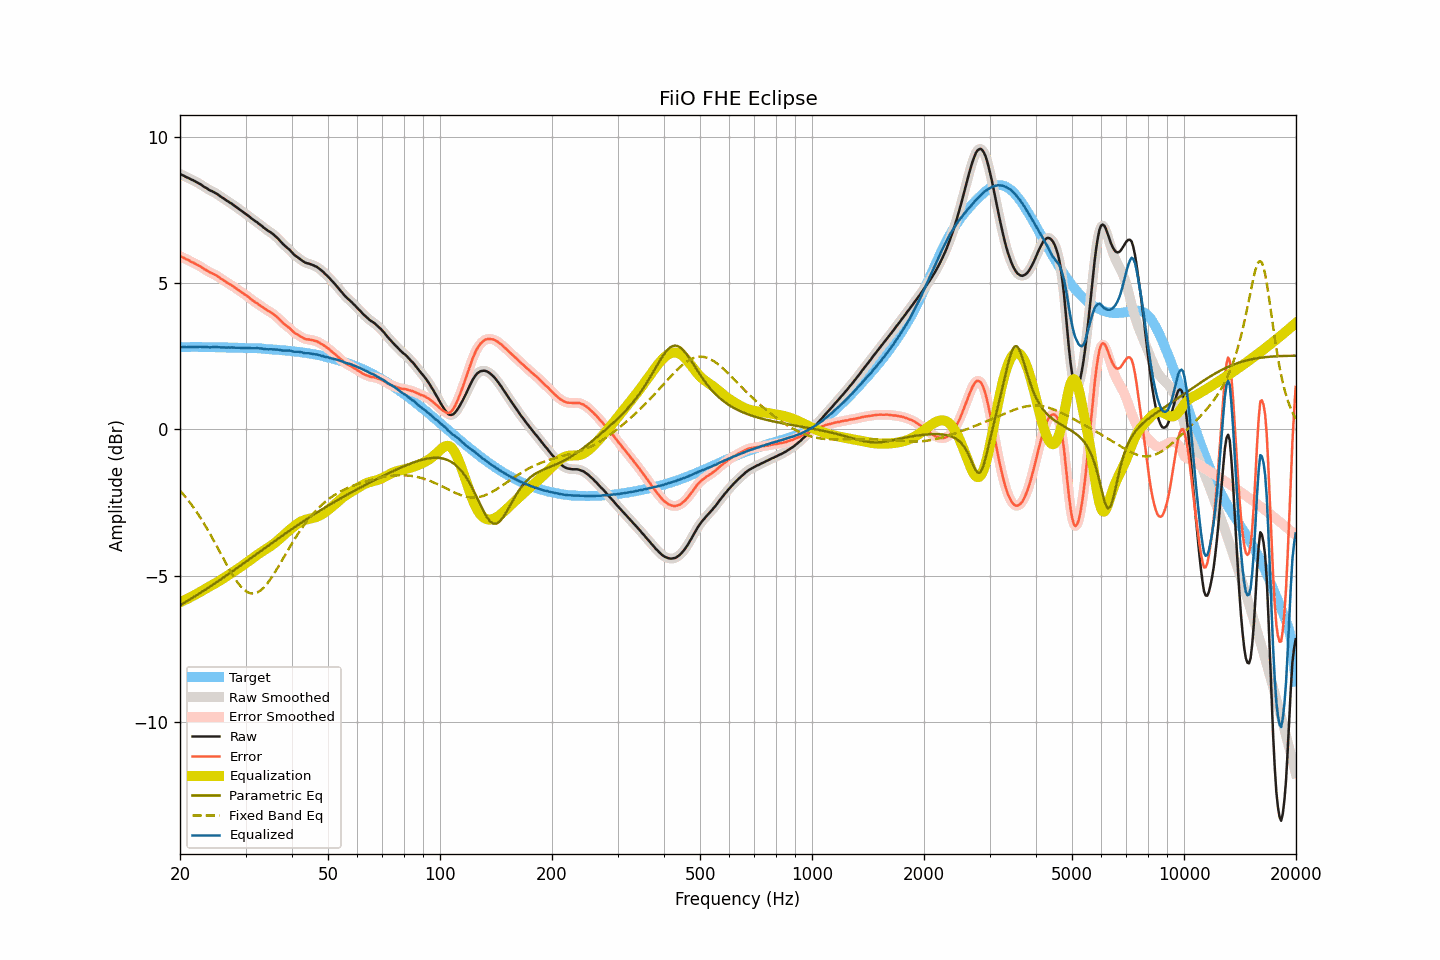 FiiO FHE Eclipse
10
5
0
−5
−10
Amplitude (dBr)
Target
Raw Smoothed
Error Smoothed
Raw
Error
Equalization
Parametric Eq
Fixed Band Eq
Equalized
20 50 100 200 500 1000 2000 5000 10000 20000
Frequency (Hz)